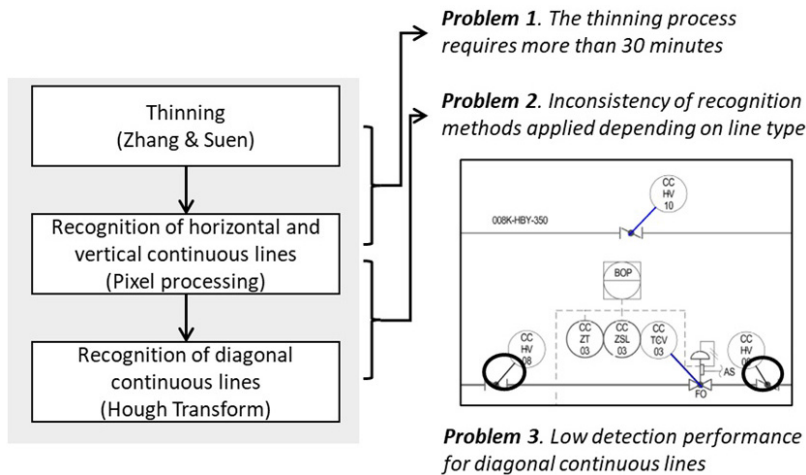 Problem 1. The thinning process
requires more than 30 minutes
Thinning
(Zhang & Suen)
Recognition of horizontal and
vertical continuous lines
(Pixel processing)
Recognition of diagonal
continuous lines
(Hough Transform)
Problem 2. Inconsistency of recognition
methods applied depending on line type
CC
HV
10
008K-HBY-350
BOP
CC
HV
08
CC
ZT
03
CC
ZSL
03
CC
TCV
03
CC
HV
AS
FO
Problem 3. Low detection performance
for diagonal continuous lines